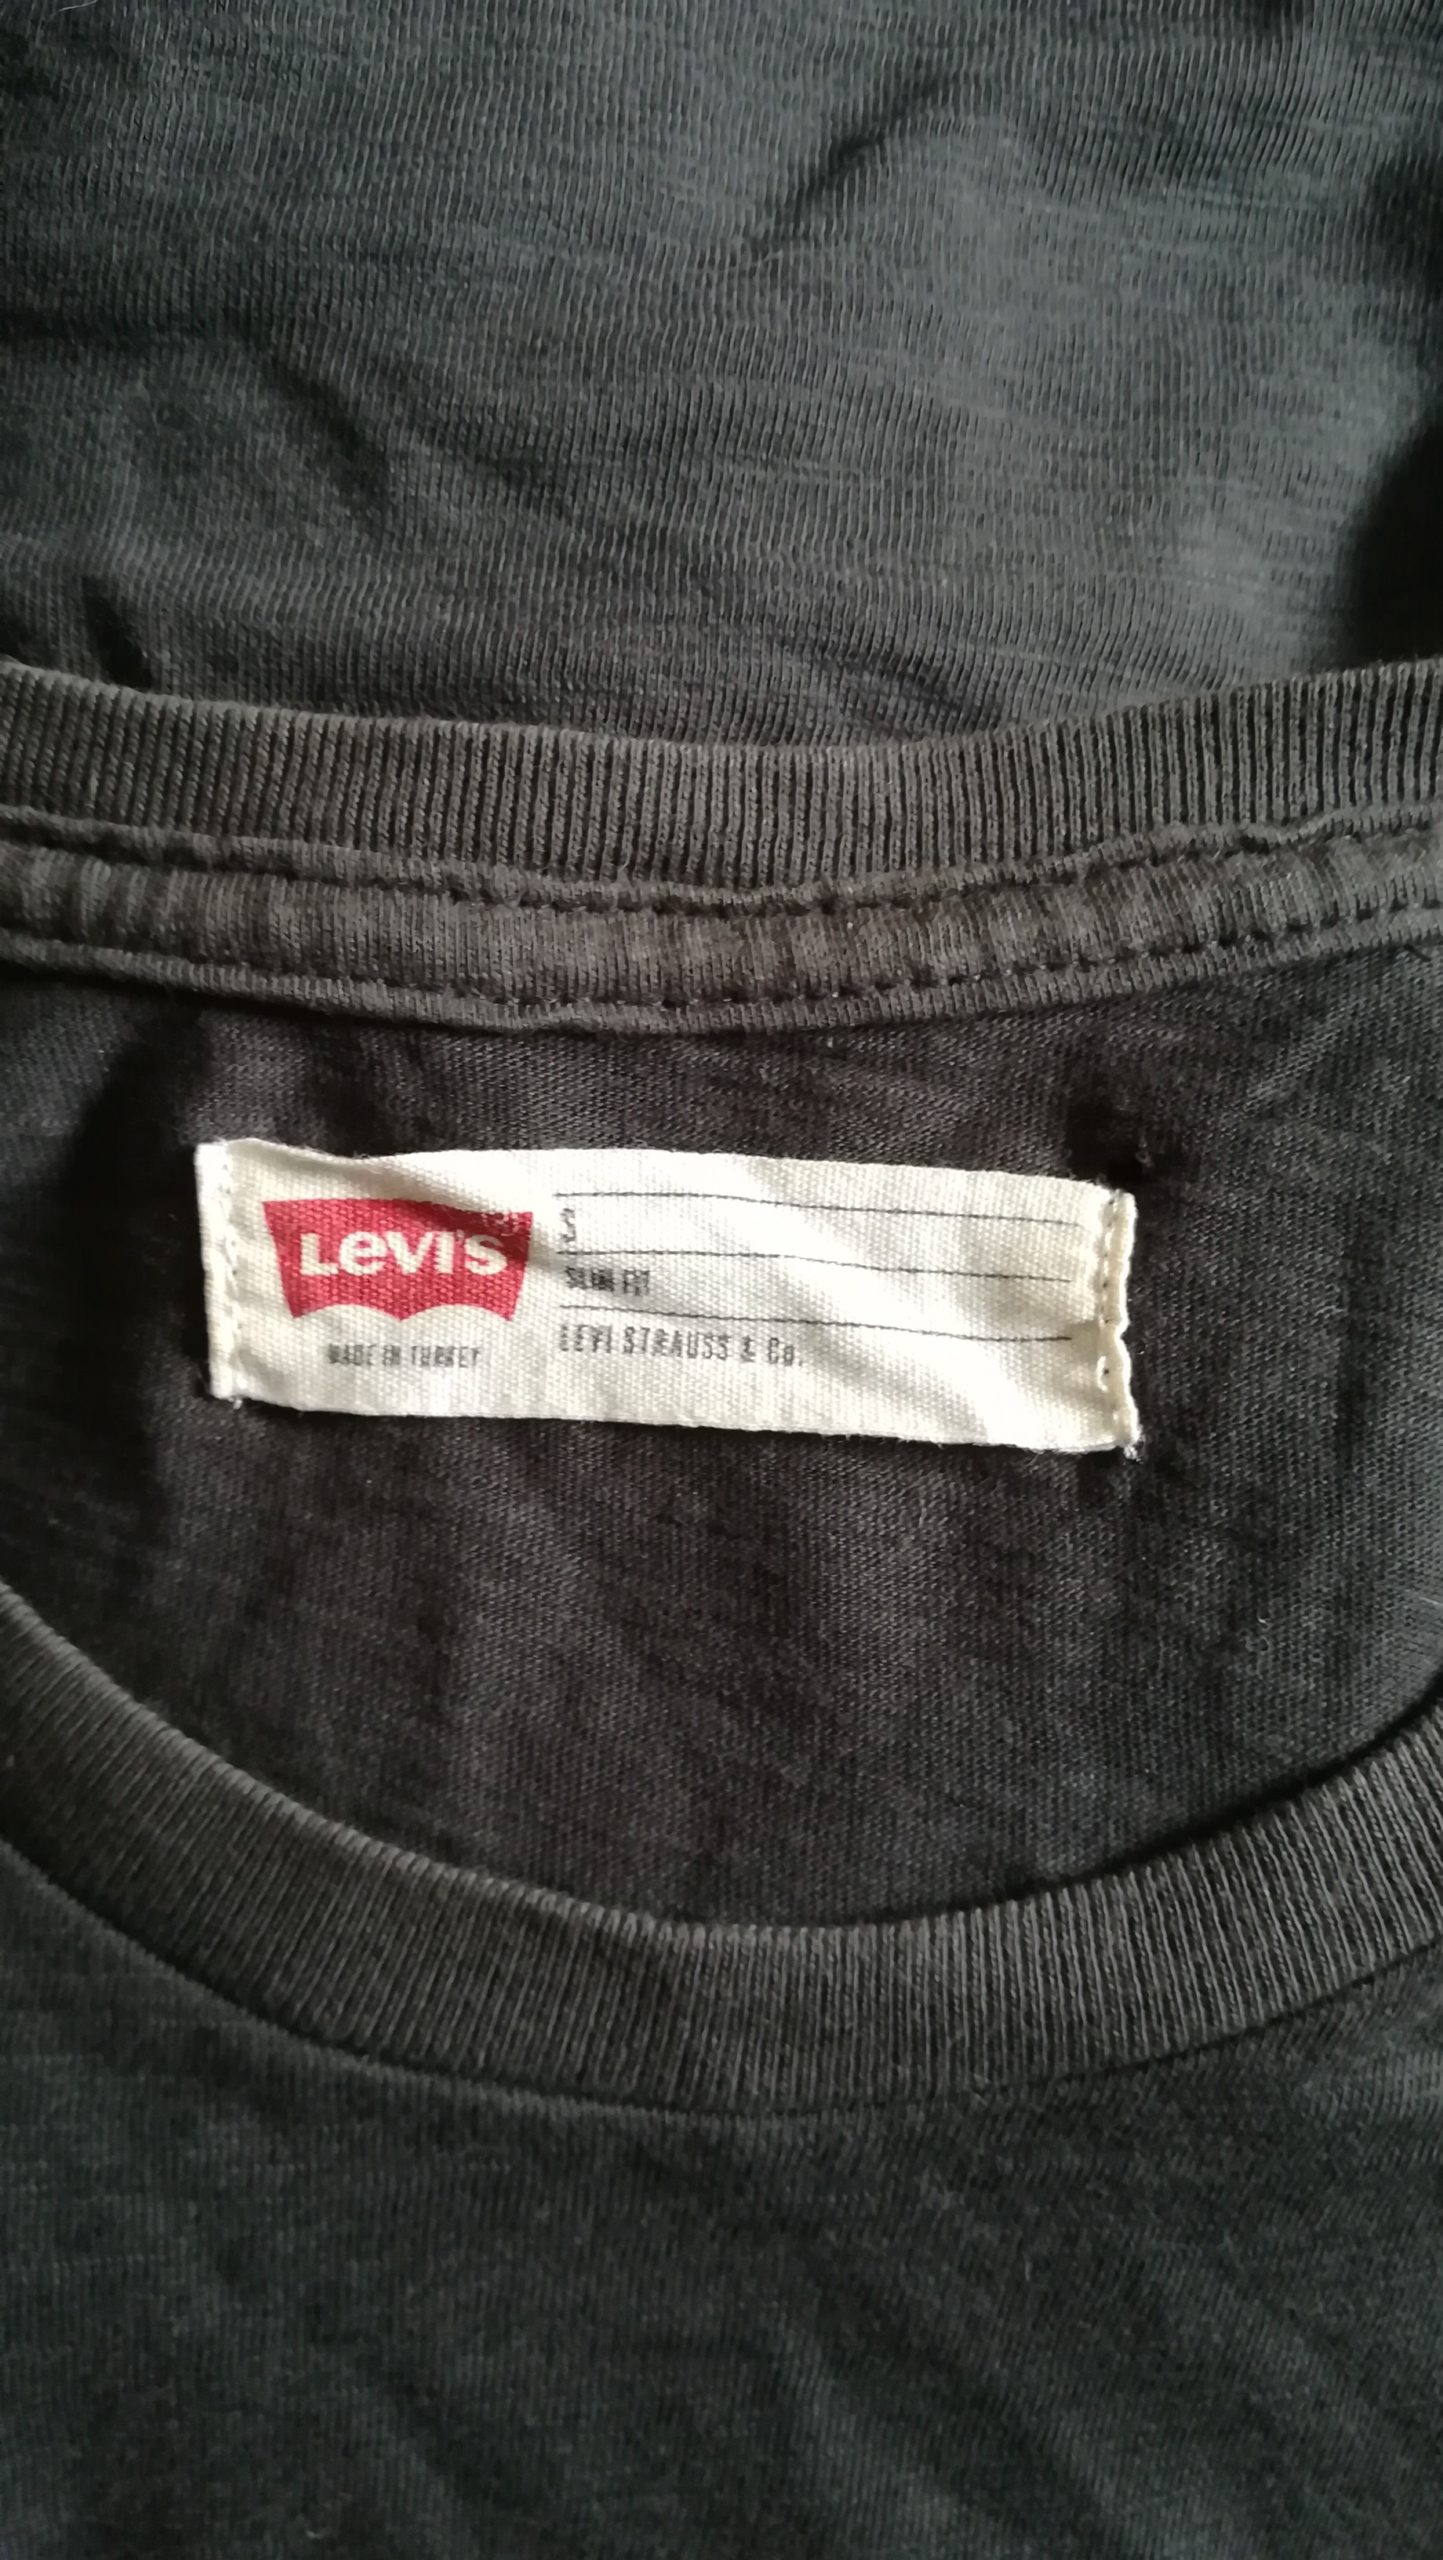 Levi's
MADE IN TURKEY
S
SLIM FIT
LEVI STRAUSS & Co.